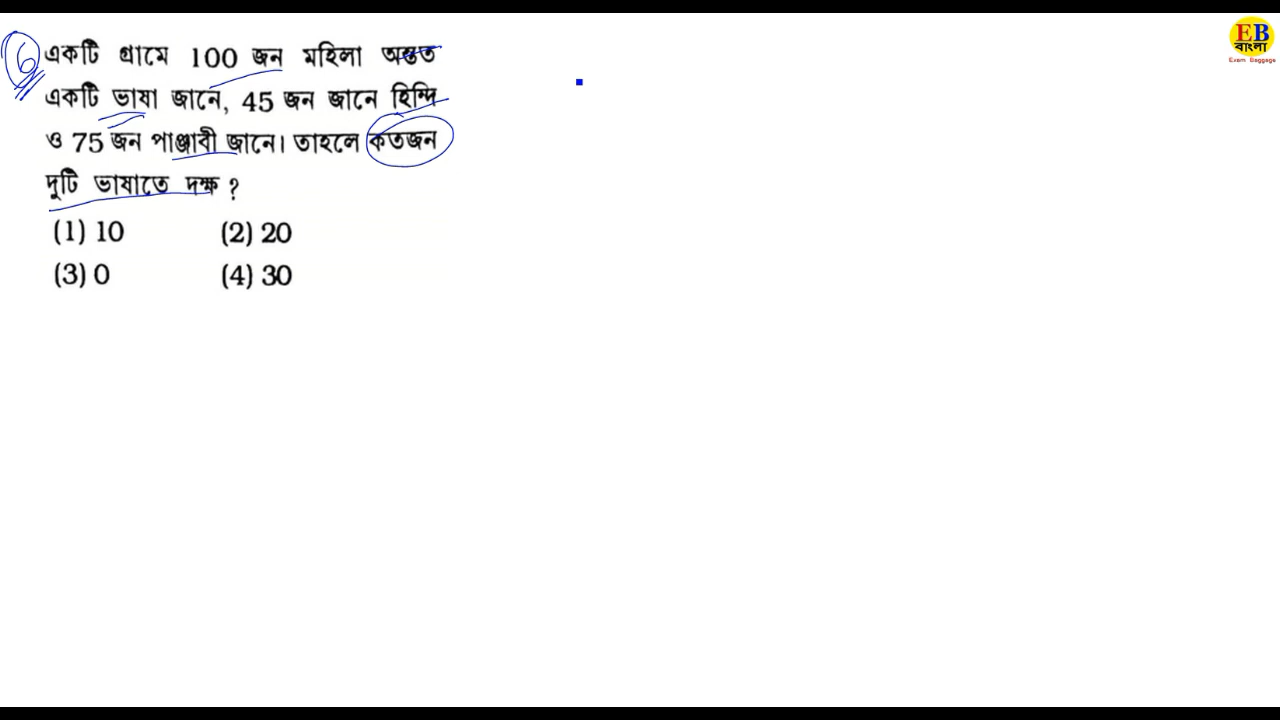 ৬ একটি গ্রামে 100 জন মহিলা অন্তত
একটি ভাষা জানে, 45 জন জানে হিন্দি
ও 75 জন পাঞ্জাবী জানে। তাহলে কতজন
দুটি ভাষাতে দক্ষ ?
(1) 10 (2) 20
(3) 0 (4) 30
EB
বাংলা
Exam Baggage